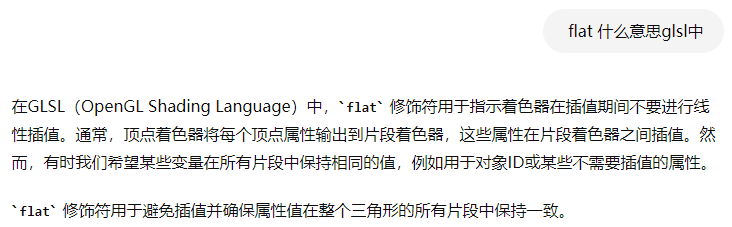 flat 什么意思glsl中
在GLSL（OpenGL Shading Language）中，`flat` 修饰符用于指示着色器在插值期间不要进行线
性插值。通常，顶点着色器将每个顶点属性输出到片段着色器，这些属性在片段着色器之间插值。然
而，有时我们希望某些变量在所有片段中保持相同的值，例如用于对象ID或某些不需要插值的属性。
`flat` 修饰符用于避免插值并确保属性值在整个三角形的所有片段中保持一致。